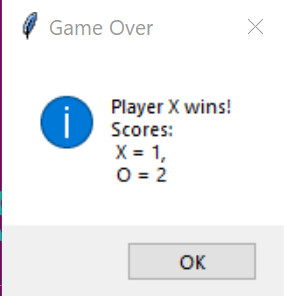 Game Over
Player X wins!
Scores:
X = 1,
O = 2
OK